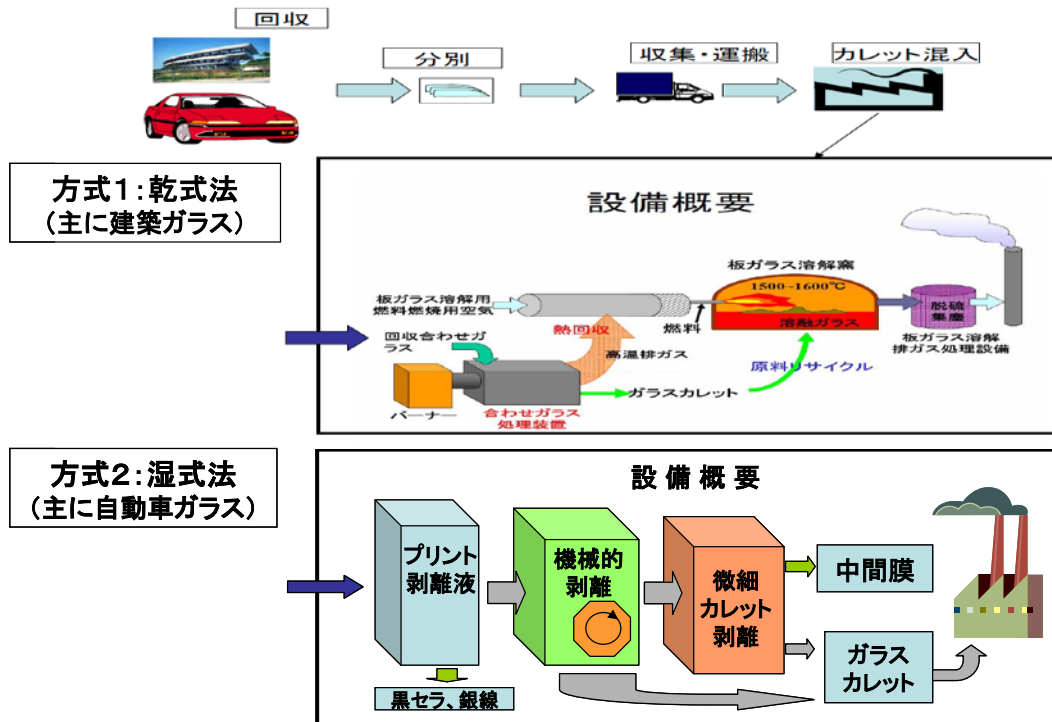 回収
分別
収集・運搬
カレット混入
方式1:乾式法
(主に建築ガラス)
設備概要
板ガラス溶解窯
1500~1600℃
溶融ガラス
板ガラス溶解用
燃料燃焼用空気
燃料
熱回収
高温排ガス
脱硫
集塵
板ガラス溶解
排ガス処理設備
回収合わせガ
ラス
原料リサイクル
ガラスカレット
バーナー
合わせガラス
処理装置
方式2:湿式法
(主に自動車ガラス)
設備概要
プリント
剥離液
機械的
剥離
微細
カレット
剥離
中間膜
ガラス
カレット
黒セラ、銀線